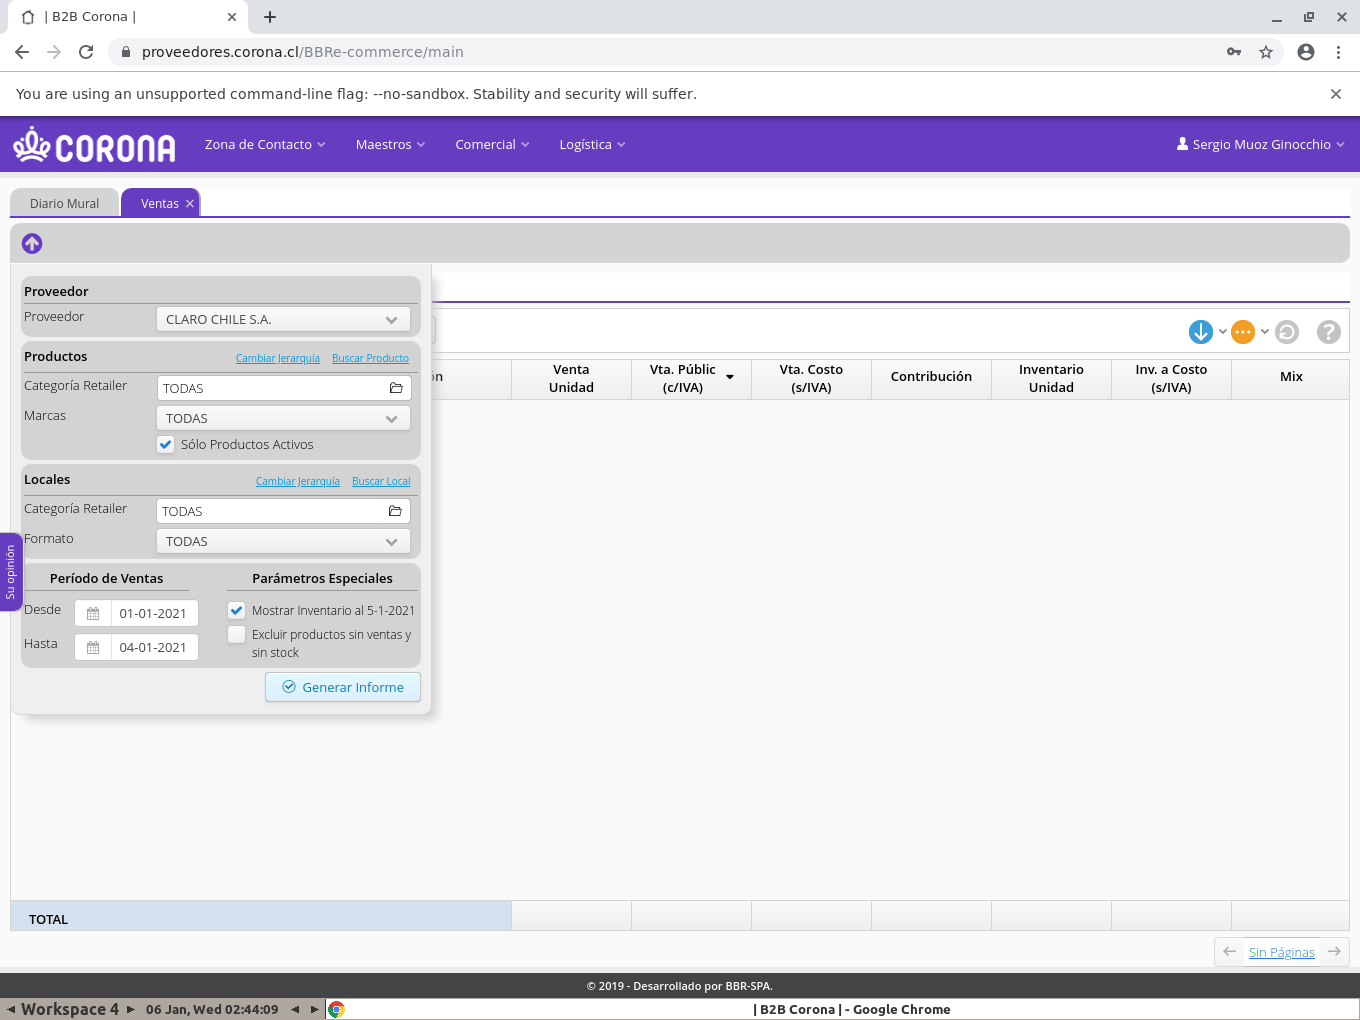 | B2B Corona |
proveedores.corona.cl/BBRe-commerce/main
You are using an unsupported command-line flag: --no-sandbox. Stability and security will suffer.
CORONA
Zona de Contacto
Maestros
Comercial
Logística
Sergio Muoz Ginocchio
Diario Mural
Ventas
Proveedor
Proveedor
CLARO CHILE S.A.
Productos
Cambiar Jerarquía
Buscar Producto
Categoría Retailer
TODAS
Marcas
TODAS
Sólo Productos Activos
Locales
Cambiar Jerarquía
Buscar Local
Categoría Retailer
TODAS
Formato
TODAS
Su opinión
Período de Ventas
Desde
01-01-2021
Hasta
04-01-2021
Parámetros Especiales
Mostrar Inventario al 5-1-2021
Excluir productos sin ventas y
sin stock
Generar Informe
ón
Venta
Unidad
Vta. Públic
(c/IVA)
Vta. Costo
(s/IVA)
Contribución
Inventario
Unidad
Inv. a Costo
(s/IVA)
Mix
TOTAL
Sin Páginas
© 2019 - Desarrollado por BBR-SPA.
Workspace 4
06 Jan, Wed 02:44:09
| B2B Corona | - Google Chrome